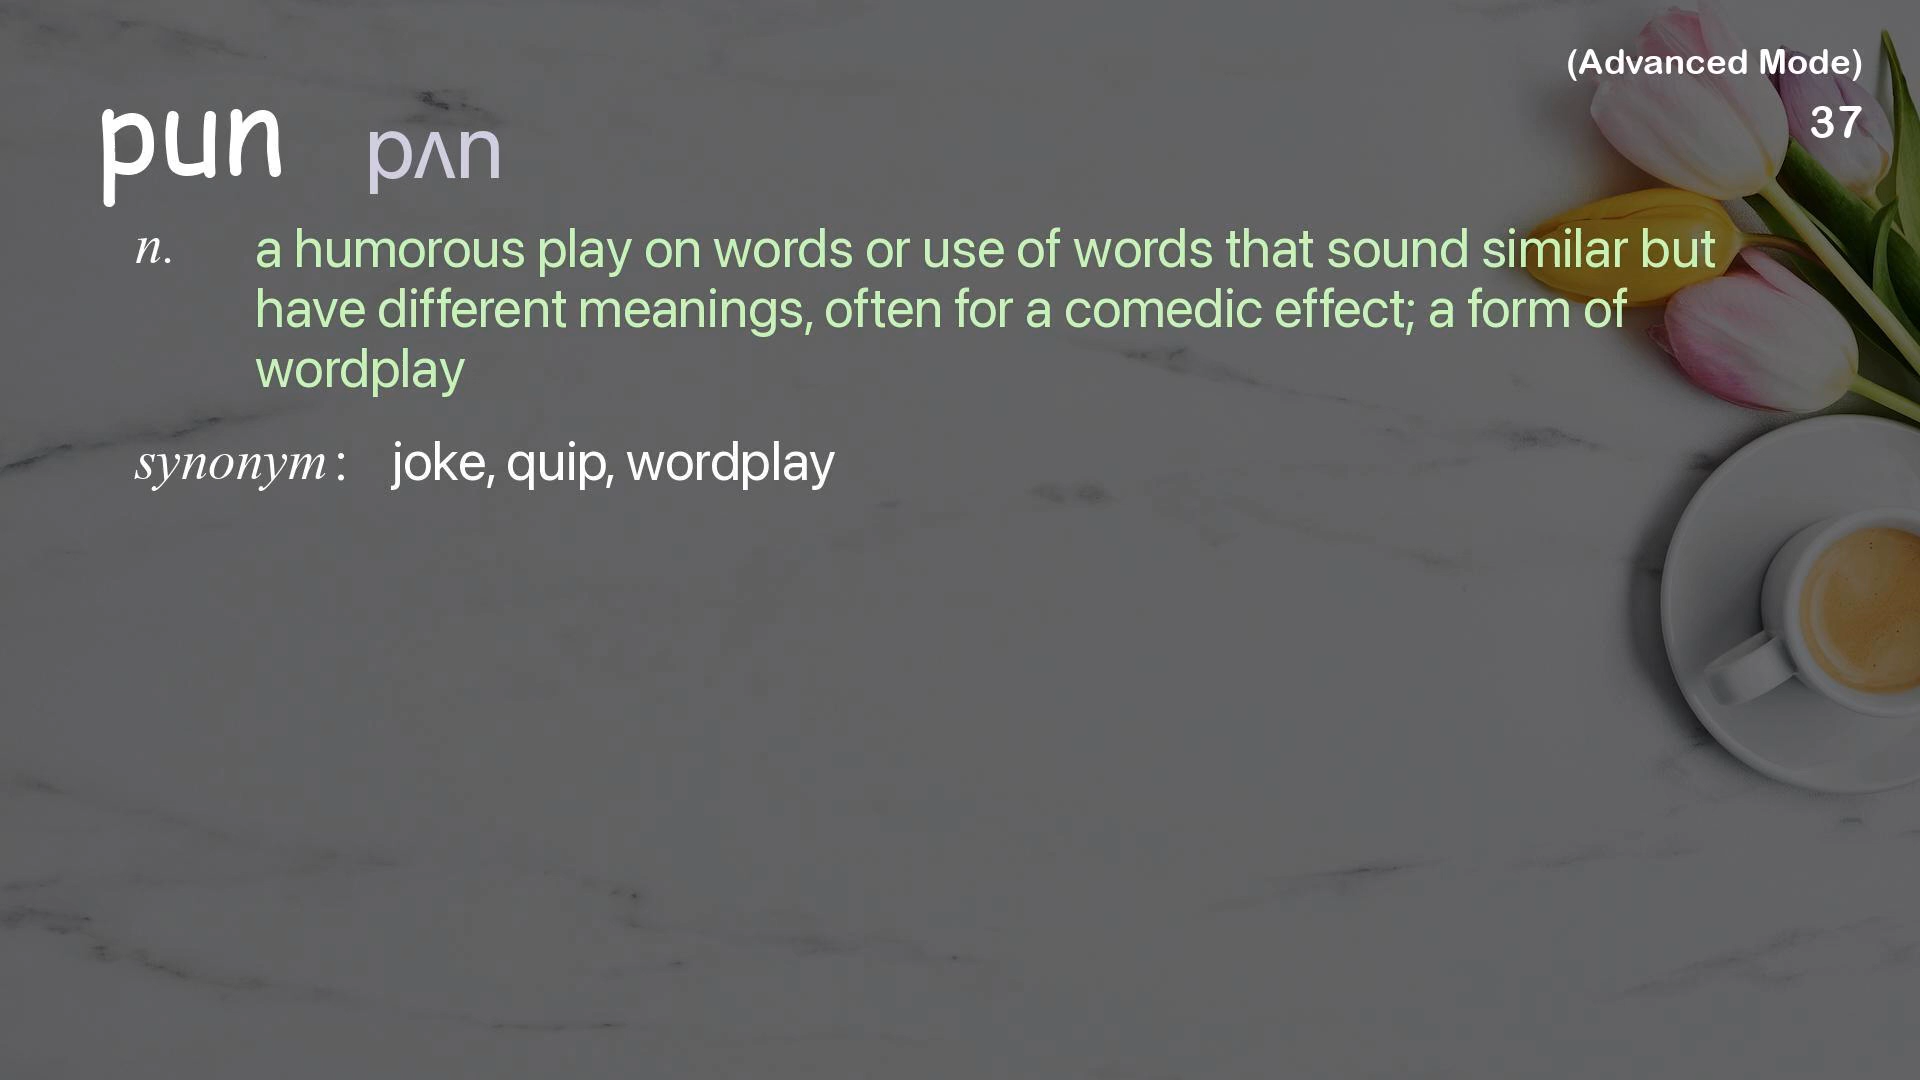 (Advanced Mode)
37
pun pʌn
n. a humorous play on words or use of words that sound similar but
have different meanings, often for a comedic effect; a form of
wordplay
synonym: joke, quip, wordplay